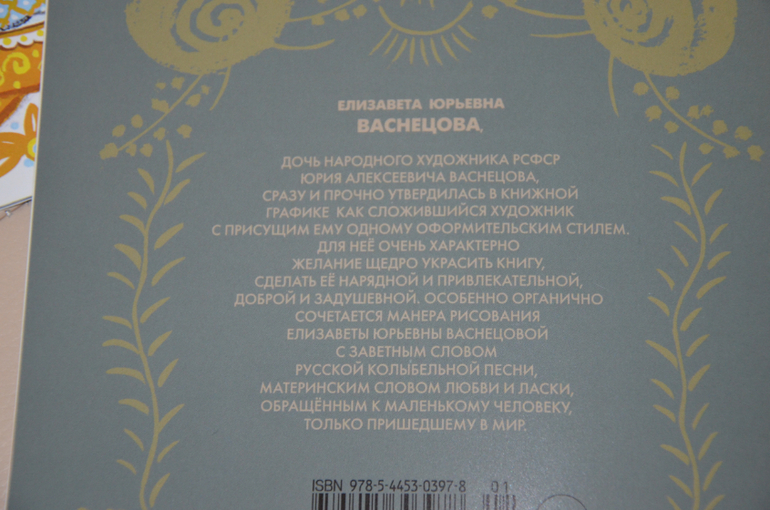 ЕЛИЗАВЕТА ЮРЬЕВНА
ВАСНЕЦОВА,
ДОЧЬ НАРОДНОГО ХУДОЖНИКА РСФСР
ЮРИЯ АЛЕКСЕЕВИЧА ВАСНЕЦОВА,
СРАЗУ И ПРОЧНО УТВЕРДИЛАСЬ В КНИЖНОЙ
ГРАФИКЕ КАК СЛОЖИВШИЙСЯ ХУДОЖНИК
С ПРИСУЩИМ ЕМУ ОДНОМУ ОФОРМИТЕЛЬСКИМ СТИЛЕМ.
ДЛЯ НЕЁ ОЧЕНЬ ХАРАКТЕРНО
ЖЕЛАНИЕ ЩЕДРО УКРАСИТЬ КНИГУ,
СДЕЛАТЬ ЕЁ НАРЯДНОЙ И ПРИВЛЕКАТЕЛЬНОЙ,
ДОБРОЙ И ЗАДУШЕВНОЙ. ОСОБЕННО ОРГАНИЧНО
СОЧЕТАЕТСЯ МАНЕРА РИСОВАНИЯ
ЕЛИЗАВЕТЫ ЮРЬЕВНЫ ВАСНЕЦОВОЙ
С ЗАВЕТНЫМ СЛОВОМ
РУССКОЙ КОЛЫБЕЛЬНОЙ ПЕСНИ,
МАТЕРИНСКИМ СЛОВОМ ЛЮБВИ И ЛАСКИ,
ОБРАЩЁННЫМ К МАЛЕНЬКОМУ ЧЕЛОВЕКУ,
ТОЛЬКО ПРИШЕДШЕМУ В МИР.
ISBN 978-5-4453-0397-8 01